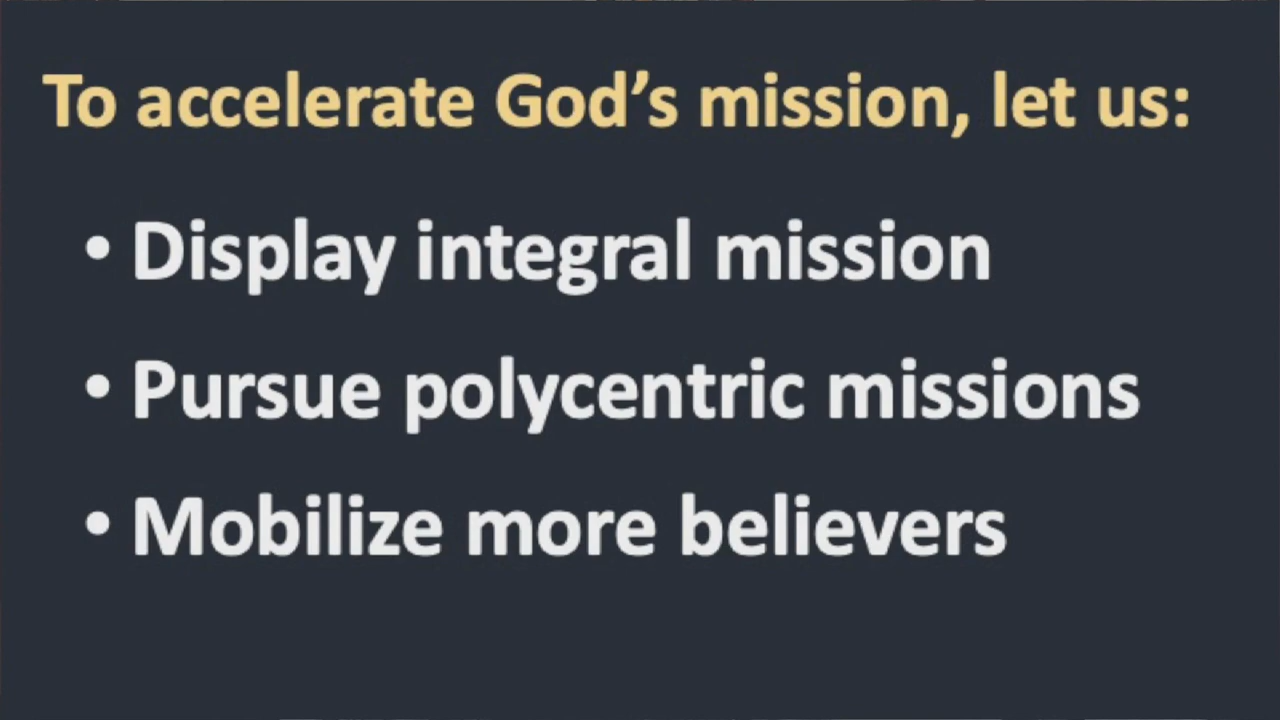 To accelerate God’s mission, let us:
• Display integral mission
• Pursue polycentric missions
• Mobilize more believers